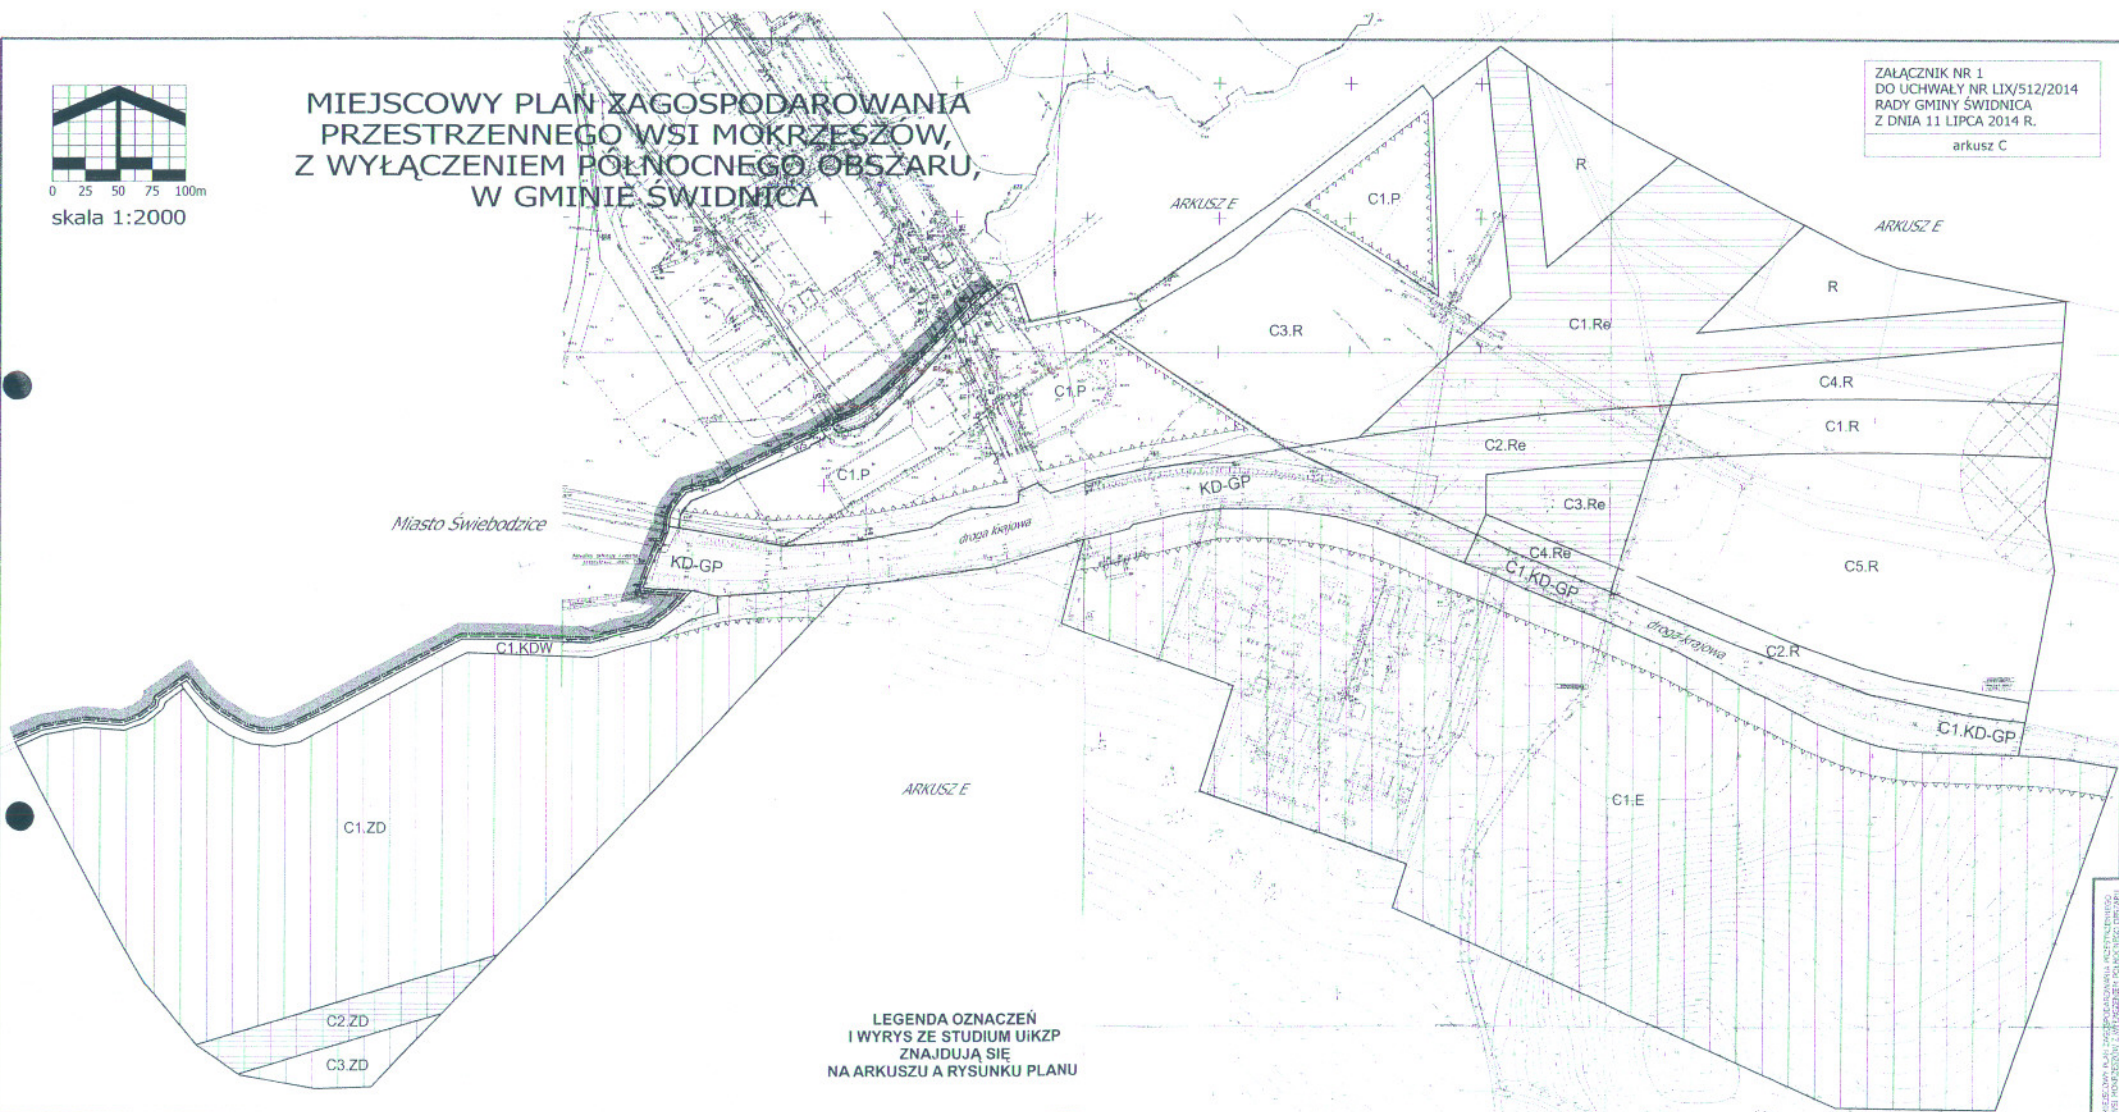 MIEJSCOWY PLAN ZAGOSPODAROWANIA
PRZESTRZENNEGO WSI MOKRZESZÓW,
Z WYŁĄCZENIEM PÓŁNOCNEGO OBSZARU,
W GMINIE ŚWIDNICA
0 25 50 75 100m
skala 1:2000
ZAŁĄCZNIK NR 1
DO UCHWAŁY NR LIX/512/2014
RADY GMINY ŚWIDNICA
Z DNIA 11 LIPCA 2014 R.
arkusz C
ARKUSZ E
C1.P
R
ARKUSZ E
R
C3.R
C1.Re
C1.P
C4.R
C1.R
C2.Re
C1.P
KD-GP
C3.Re
Miasto Świebodzice
droga krajowa
KD-GP
C4.Re
C1.KD-GP
C5.R
C1.KDW
droga krajowa
C2.R
C1.KD-GP
ARKUSZ E
C1.E
C1.ZD
C2.ZD
C3.ZD
LEGENDA OZNACZEŃ
I WYRYS ZE STUDIUM UiKZP
ZNAJDUJĄ SIĘ
NA ARKUSZU A RYSUNKU PLANU